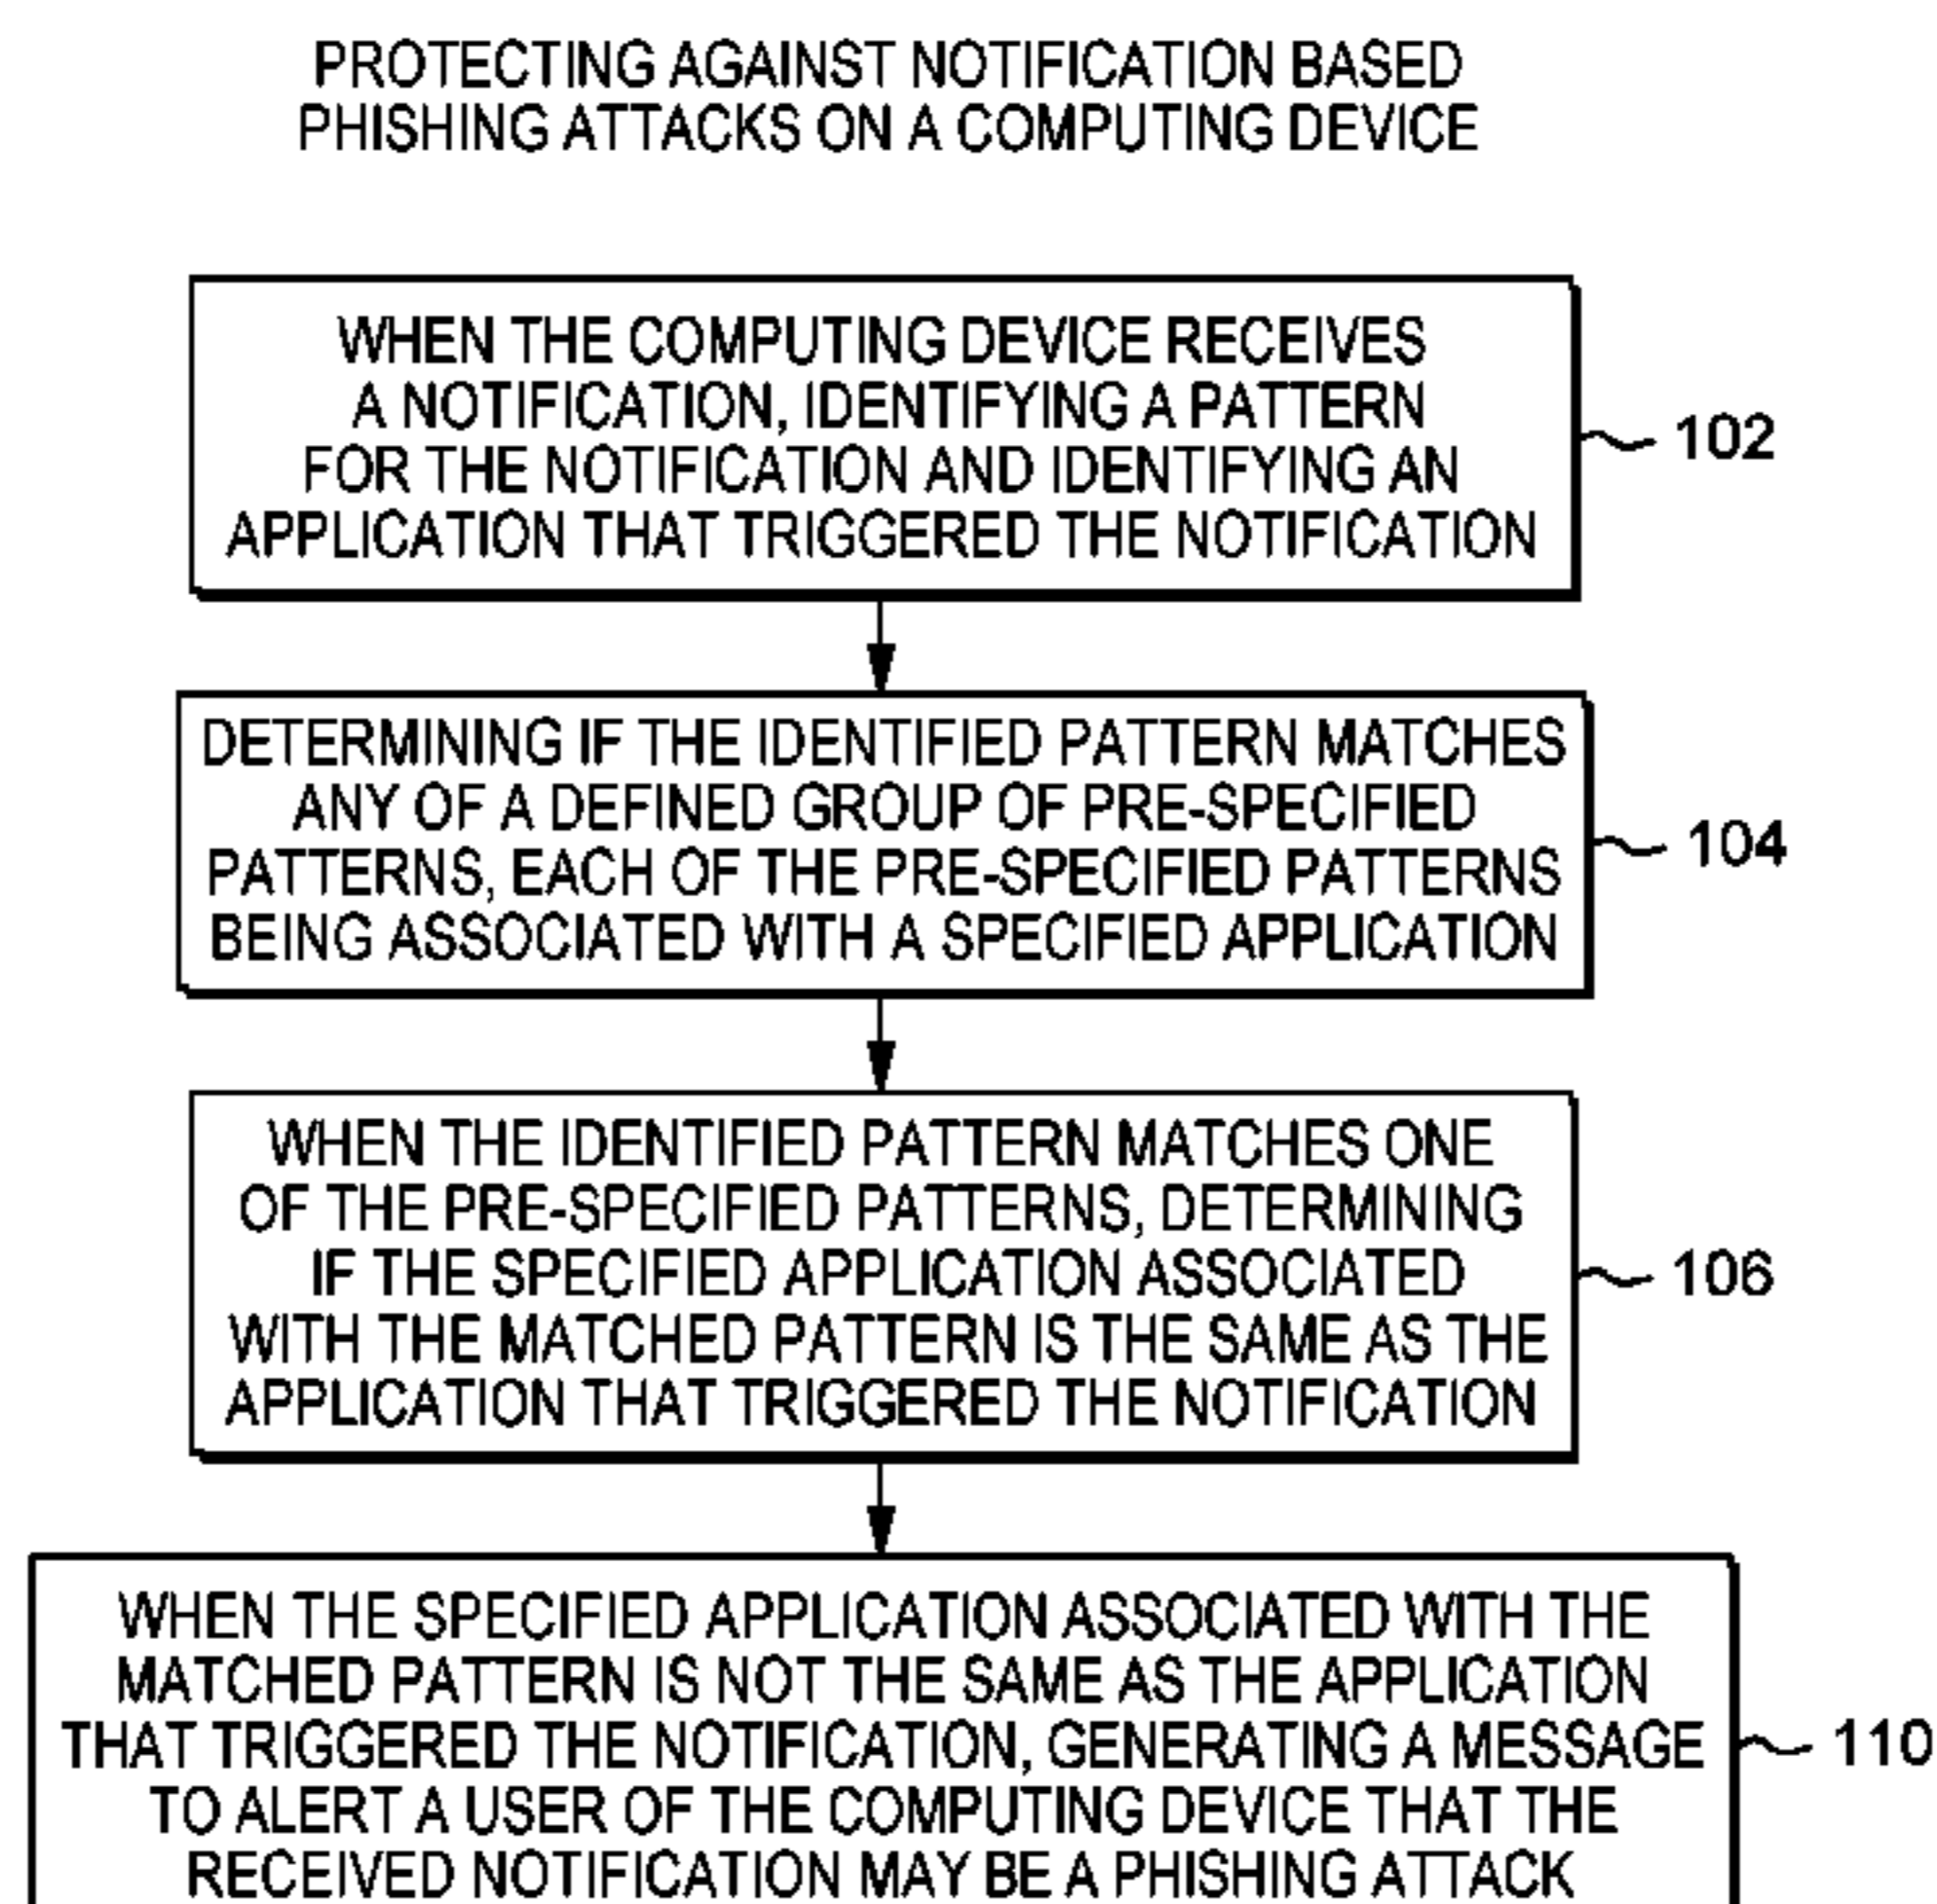 PROTECTING AGAINST NOTIFICATION BASED
PHISHING ATTACKS ON A COMPUTING DEVICE
WHEN THE COMPUTING DEVICE RECEIVES
A NOTIFICATION, IDENTIFYING A PATTERN
FOR THE NOTIFICATION AND IDENTIFYING AN
APPLICATION THAT TRIGGERED THE NOTIFICATION
102
DETERMINING IF THE IDENTIFIED PATTERN MATCHES
ANY OF A DEFINED GROUP OF PRE-SPECIFIED
PATTERNS, EACH OF THE PRE-SPECIFIED PATTERNS
BEING ASSOCIATED WITH A SPECIFIED APPLICATION
104
WHEN THE IDENTIFIED PATTERN MATCHES ONE
OF THE PRE-SPECIFIED PATTERNS, DETERMINING
IF THE SPECIFIED APPLICATION ASSOCIATED
WITH THE MATCHED PATTERN IS THE SAME AS THE
APPLICATION THAT TRIGGERED THE NOTIFICATION
106
WHEN THE SPECIFIED APPLICATION ASSOCIATED WITH THE
MATCHED PATTERN IS NOT THE SAME AS THE APPLICATION
THAT TRIGGERED THE NOTIFICATION, GENERATING A MESSAGE
TO ALERT A USER OF THE COMPUTING DEVICE THAT THE
RECEIVED NOTIFICATION MAY BE A PHISHING ATTACK
110